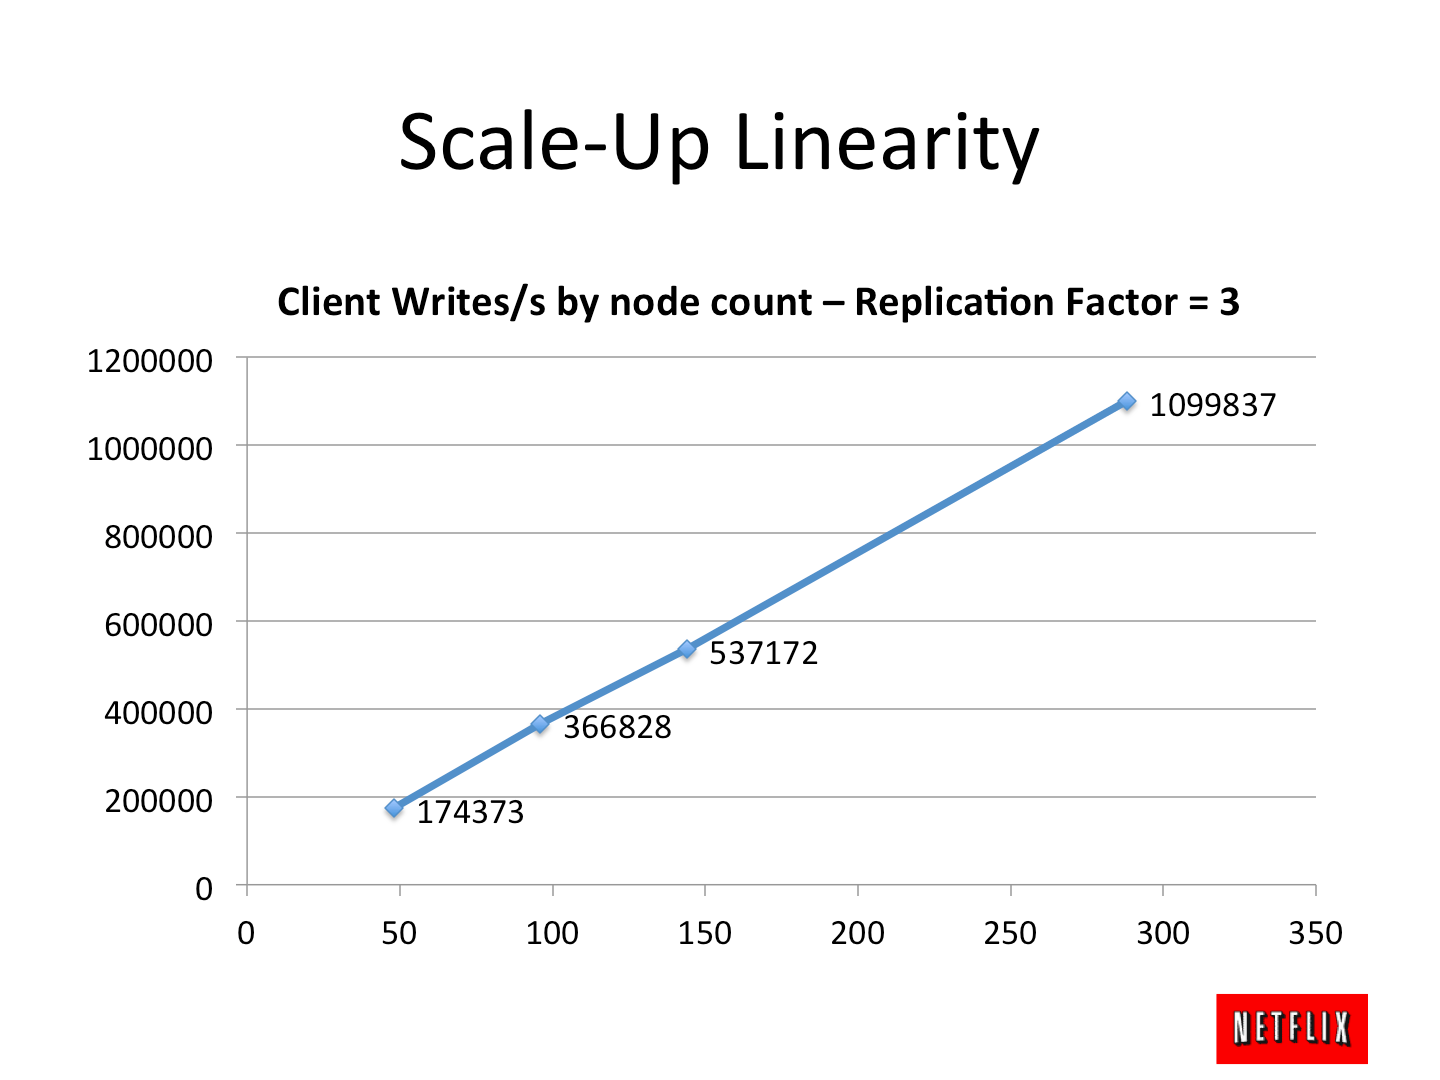 Scale-Up Linearity
Client Writes/s by node count – Replication Factor = 3
1200000
1000000
800000
600000
400000
200000
0
1099837
537172
366828
174373
0 50 100 150 200 250 300 350
NETFLIX